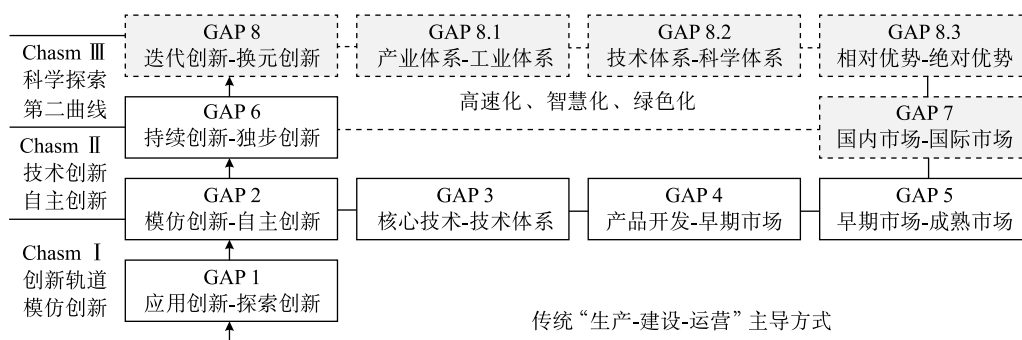 Chasm Ⅲ
科学探索
第二曲线
GAP 8
迭代创新-换元创新
GAP 8.1
产业体系-工业体系
GAP 8.2
技术体系-科学体系
GAP 8.3
相对优势-绝对优势
高速化、智慧化、绿色化
GAP 6
持续创新-独步创新
GAP 7
国内市场-国际市场
Chasm Ⅱ
技术创新
自主创新
GAP 2
模仿创新-自主创新
GAP 3
核心技术-技术体系
GAP 4
产品开发-早期市场
GAP 5
早期市场-成熟市场
Chasm Ⅰ
创新轨道
模仿创新
GAP 1
应用创新-探索创新
传统“生产-建设-运营”主导方式